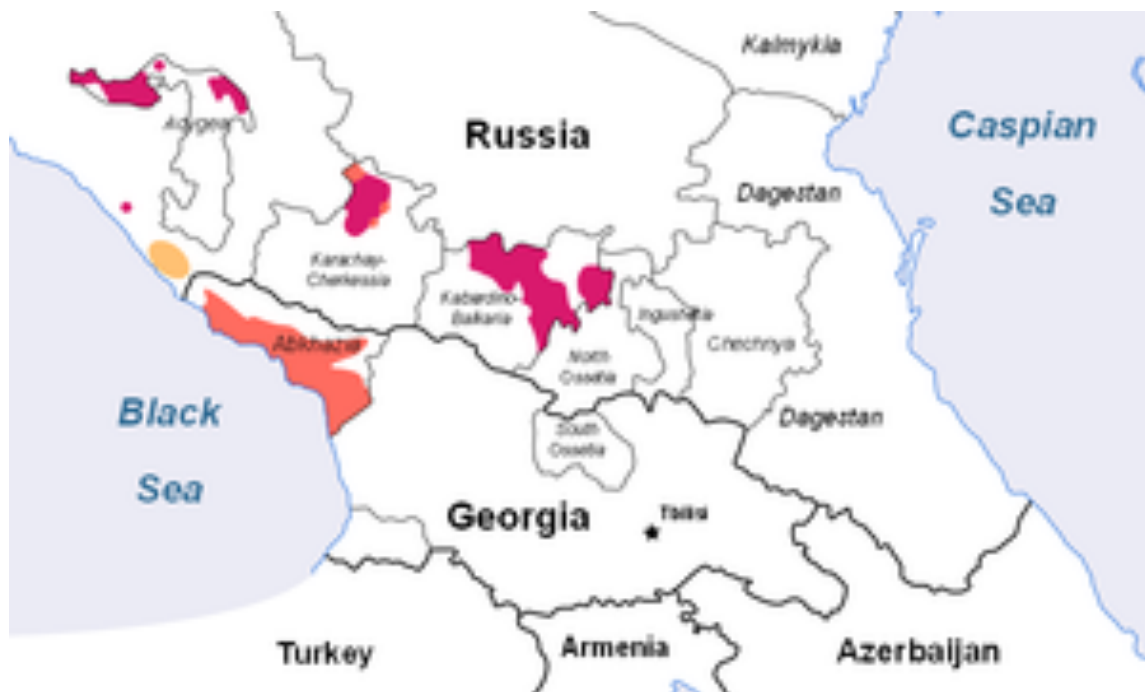 Kalmykia
Adygea
Russia
Caspian
Sea
Dagestan
Karachay-
Cherkessia
Kabardino-
Balkaria
Ingushetia
Chechnya
Abkhazia
North
Ossetia
Black
Sea
Dagestan
South
Ossetia
Georgia
Tbilisi
Turkey
Armenia
Azerbaijan